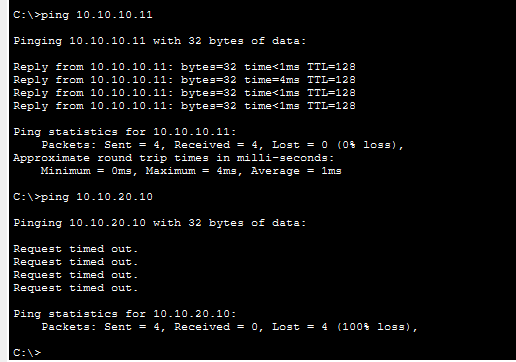 C:\>ping 10.10.10.11
Pinging 10.10.10.11 with 32 bytes of data:
Reply from 10.10.10.11: bytes=32 time<1ms TTL=128
Reply from 10.10.10.11: bytes=32 time=4ms TTL=128
Reply from 10.10.10.11: bytes=32 time<1ms TTL=128
Reply from 10.10.10.11: bytes=32 time<1ms TTL=128
Ping statistics for 10.10.10.11:
Packets: Sent = 4, Received = 4, Lost = 0 (0% loss),
Approximate round trip times in milli-seconds:
Minimum = 0ms, Maximum = 4ms, Average = 1ms
C:\>ping 10.10.20.10
Pinging 10.10.20.10 with 32 bytes of data:
Request timed out.
Request timed out.
Request timed out.
Request timed out.
Ping statistics for 10.10.20.10:
Packets: Sent = 4, Received = 0, Lost = 4 (100% loss),
C:\>